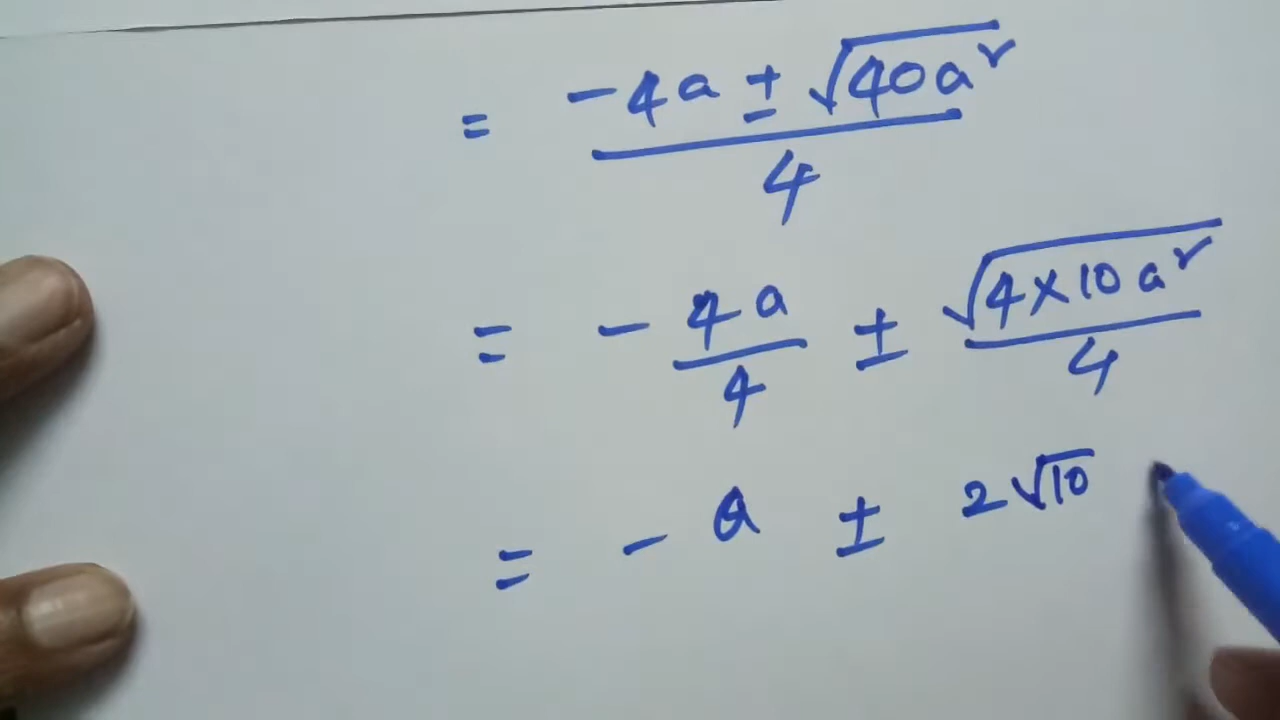 = (-4a ± √(40a²)) / 4
= - 4a/4 ± √(4×10a²) / 4
= - a ± 2√10